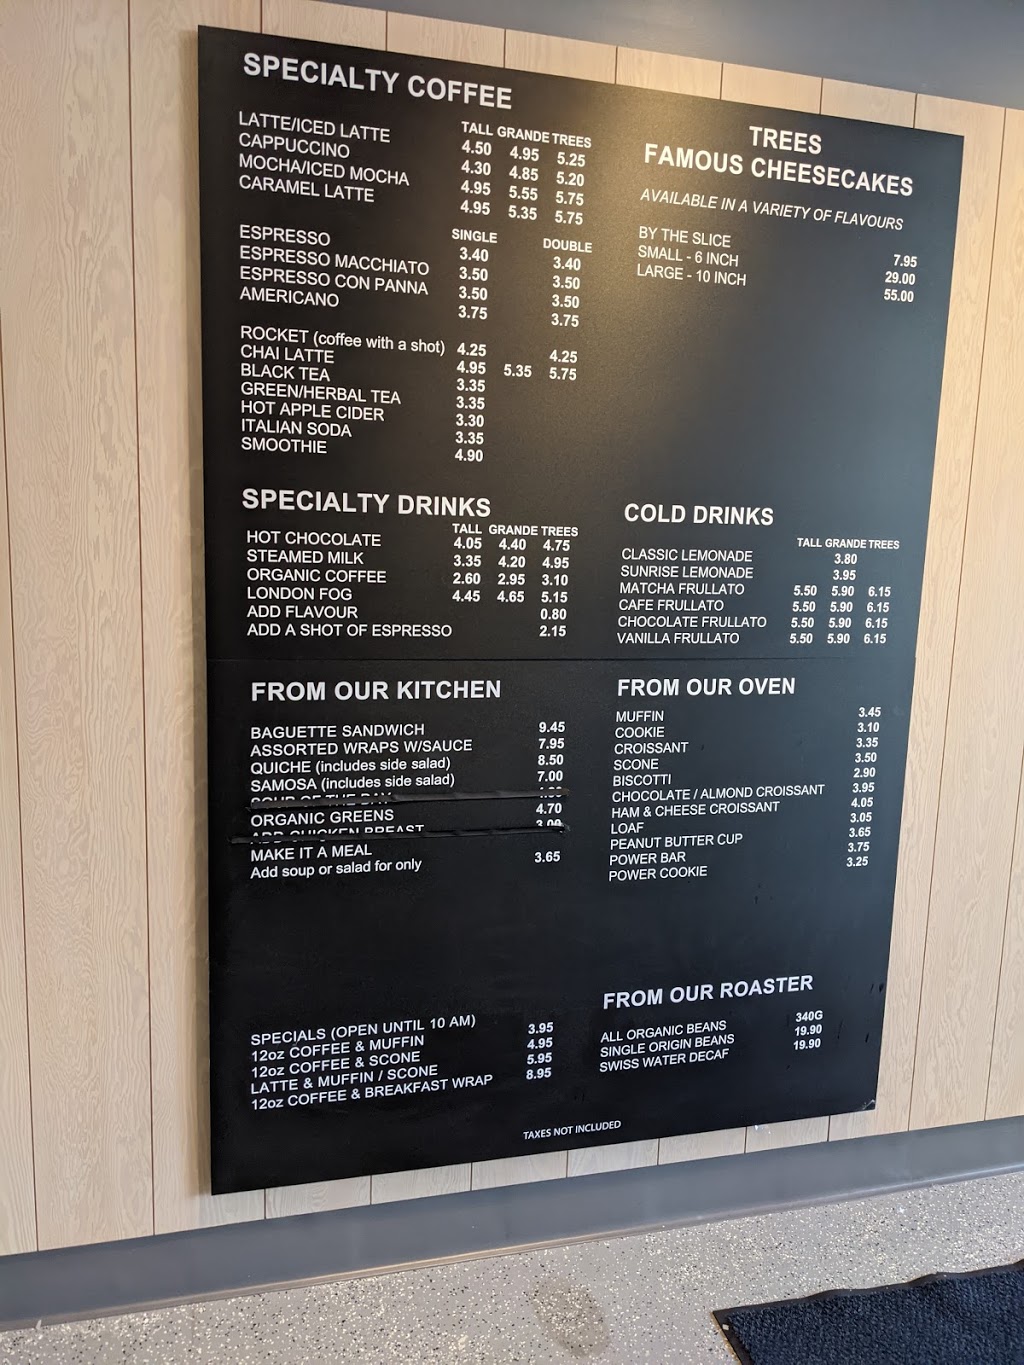 SPECIALTY COFFEE
TALL GRANDE TREES
LATTE/ICED LATTE 4.50 4.95 5.25
CAPPUCCINO 4.30 4.85 5.20
MOCHA/ICED MOCHA 4.95 5.55 5.75
CARAMEL LATTE 4.95 5.35 5.75
SINGLE DOUBLE
ESPRESSO 3.40 3.40
ESPRESSO MACCHIATO 3.50 3.50
ESPRESSO CON PANNA 3.50 3.50
AMERICANO 3.75 3.75
ROCKET (coffee with a shot) 4.25 4.25
CHAI LATTE 4.95 5.35 5.75
BLACK TEA 3.35
GREEN/HERBAL TEA 3.35
HOT APPLE CIDER 3.30
ITALIAN SODA 3.35
SMOOTHIE 4.90
TREES
FAMOUS CHEESECAKES
AVAILABLE IN A VARIETY OF FLAVOURS
BY THE SLICE 7.95
SMALL - 6 INCH 29.00
LARGE - 10 INCH 55.00
SPECIALTY DRINKS
TALL GRANDE TREES
HOT CHOCOLATE 4.05 4.40 4.75
STEAMED MILK 3.35 4.20 4.95
ORGANIC COFFEE 2.60 2.95 3.10
LONDON FOG 4.45 4.65 5.15
ADD FLAVOUR 0.80
ADD A SHOT OF ESPRESSO 2.15
COLD DRINKS
TALL GRANDE TREES
CLASSIC LEMONADE 3.80
SUNRISE LEMONADE 3.95
MATCHA FRULLATO 5.50 5.90 6.15
CAFE FRULLATO 5.50 5.90 6.15
CHOCOLATE FRULLATO 5.50 5.90 6.15
VANILLA FRULLATO 5.50 5.90 6.15
FROM OUR KITCHEN
BAGUETTE SANDWICH 9.45
ASSORTED WRAPS W/SAUCE 7.95
QUICHE (includes side salad) 8.50
SAMOSA (includes side salad) 7.00
SOUP OF THE DAY
ORGANIC GREENS 4.70
ADD CHICKEN BREAST 3.00
MAKE IT A MEAL
Add soup or salad for only 3.65
FROM OUR OVEN
MUFFIN 3.45
COOKIE 3.10
CROISSANT 3.35
SCONE 3.50
BISCOTTI 2.90
CHOCOLATE / ALMOND CROISSANT 3.95
HAM & CHEESE CROISSANT 4.05
LOAF 3.05
PEANUT BUTTER CUP 3.65
POWER BAR 3.75
POWER COOKIE 3.25
SPECIALS (OPEN UNTIL 10 AM)
12oz COFFEE & MUFFIN 3.95
12oz COFFEE & SCONE 4.95
LATTE & MUFFIN / SCONE 5.95
12oz COFFEE & BREAKFAST WRAP 8.95
FROM OUR ROASTER
340G
ALL ORGANIC BEANS 19.90
SINGLE ORIGIN BEANS 19.90
SWISS WATER DECAF
TAXES NOT INCLUDED